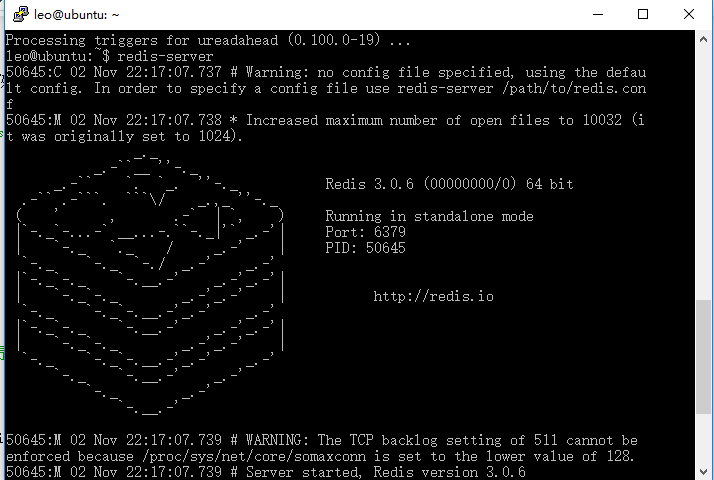 leo@ubuntu: ~
Processing triggers for ureadahead (0.100.0-19) ...
leo@ubuntu:~$ redis-server
50645:C 02 Nov 22:17:07.737 # Warning: no config file specified, using the defau
lt config. In order to specify a config file use redis-server /path/to/redis.con
f
50645:M 02 Nov 22:17:07.738 * Increased maximum number of open files to 10032 (i
t was originally set to 1024).
Redis 3.0.6 (00000000/0) 64 bit
Running in standalone mode
Port: 6379
PID: 50645
http://redis.io
50645:M 02 Nov 22:17:07.739 # WARNING: The TCP backlog setting of 511 cannot be
enforced because /proc/sys/net/core/somaxconn is set to the lower value of 128.
50645:M 02 Nov 22:17:07.739 # Server started, Redis version 3.0.6